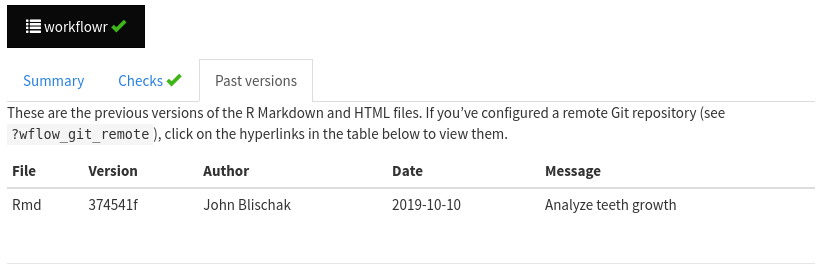 workflowr
Summary Checks Past versions
These are the previous versions of the R Markdown and HTML files. If you’ve configured a remote Git repository (see
?wflow_git_remote), click on the hyperlinks in the table below to view them.
File Version Author Date Message
Rmd 374541f John Blischak 2019-10-10 Analyze teeth growth